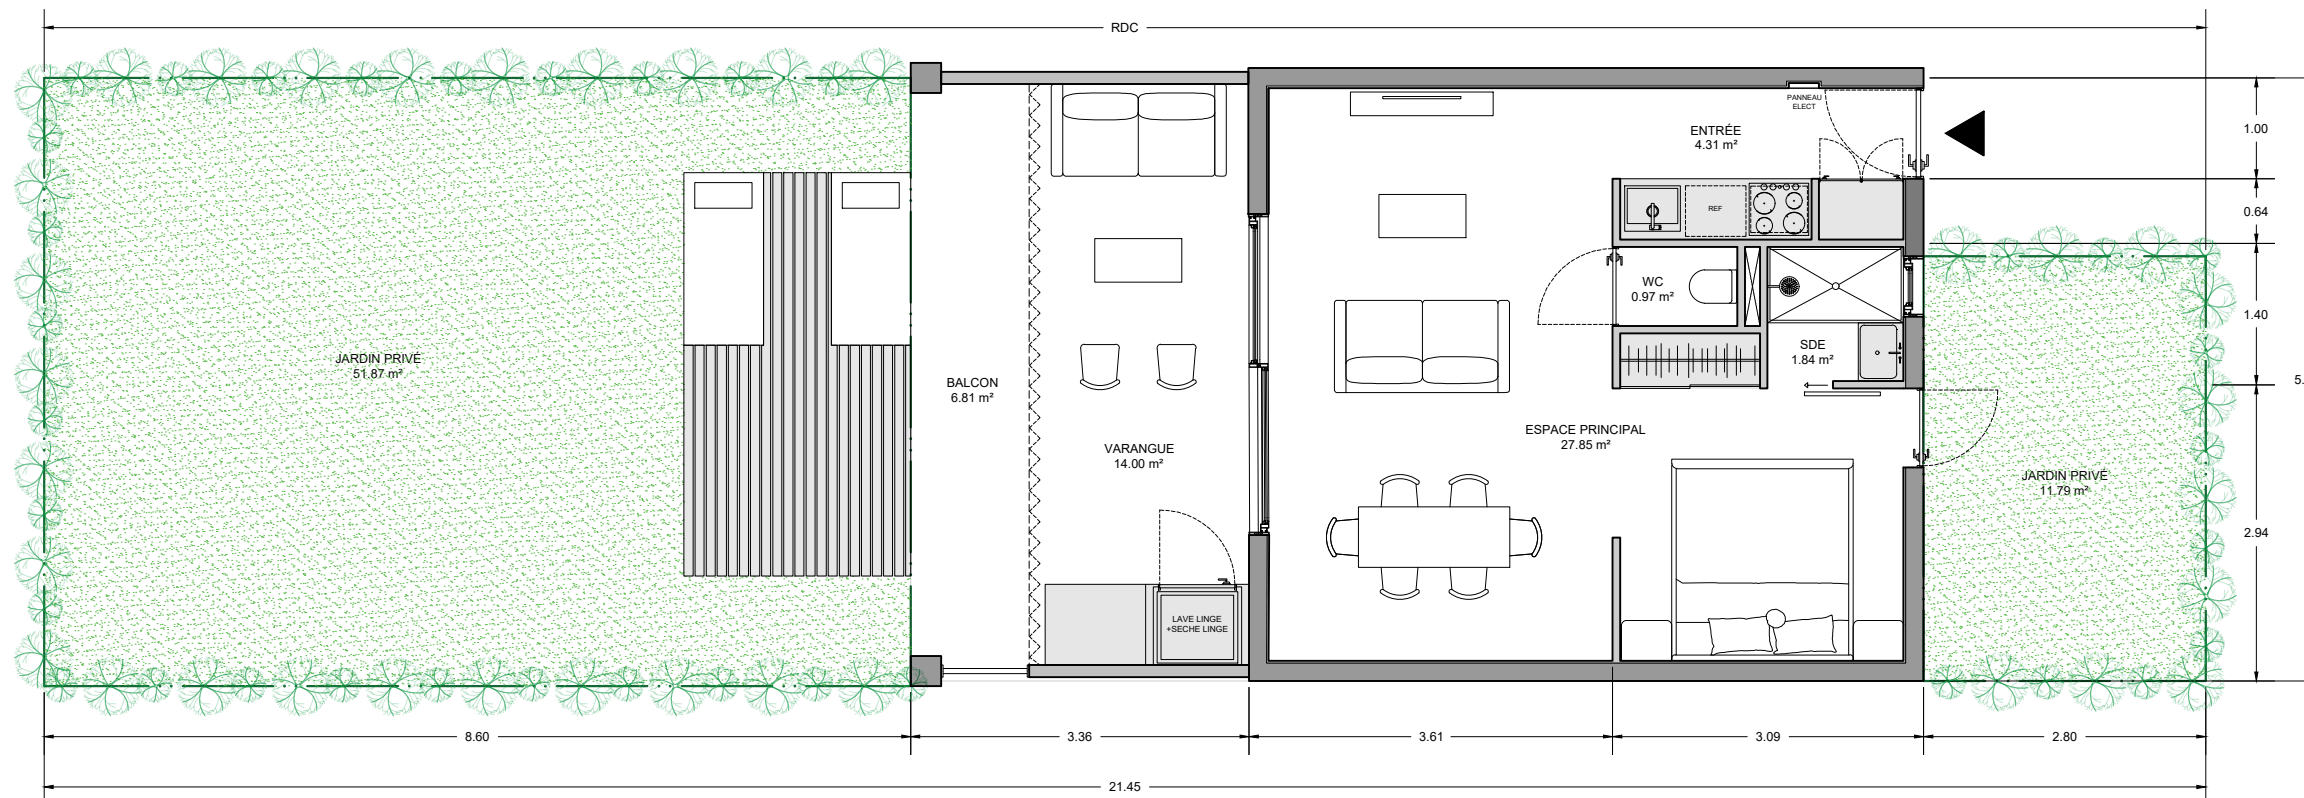 RDC
PANNEAU
ELECT
ENTRÉE
4.31 m²
1.00
REF
0.64
WC
0.97 m²
1.40
SDE
1.84 m²
JARDIN PRIVÉ
51.87 m²
BALCON
6.81 m²
5.
ESPACE PRINCIPAL
27.85 m²
VARANGUE
14.00 m²
JARDIN PRIVÉ
11.79 m²
2.94
LAVE LINGE
+SECHE LINGE
8.60
3.36
3.61
3.09
2.80
21.45